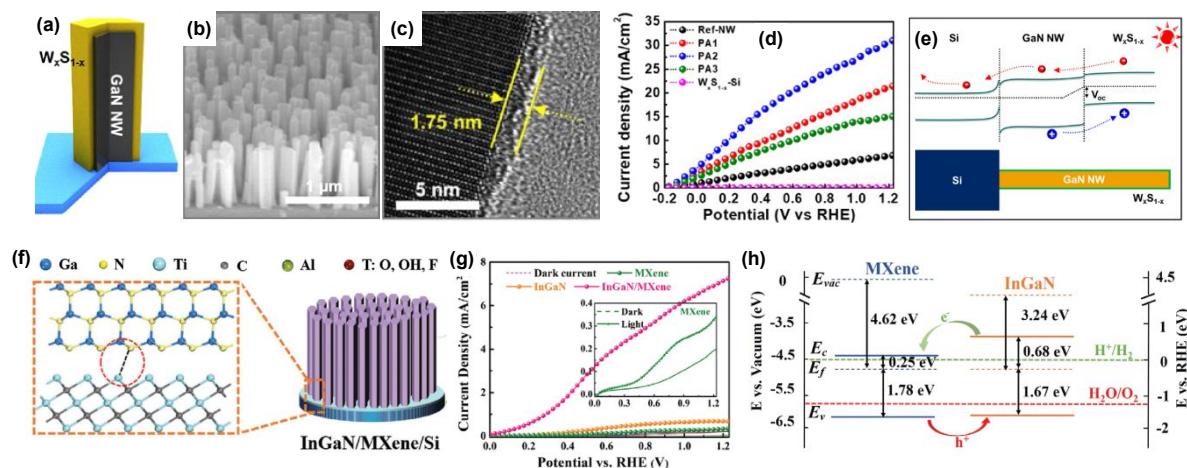 (a)
WxS1-x
GaN NW
(b)
1 µm
(c)
1.75 nm
5 nm
(d)
Current density (mA/cm²)
35
30
25
20
15
10
5
0
Ref-NW
PA1
PA2
PA3
WxS1-x-Si
-0.2 0.0 0.2 0.4 0.6 0.8 1.0 1.2
Potential (V vs RHE)
(e)
Si GaN NW WxS1-x
Voc
Si
GaN NW
WxS1-x
(f)
Ga N Ti C Al T: O, OH, F
InGaN/MXene/Si
(g)
Current Density (mA/cm²)
8
6
4
2
0
Dark current MXene
InGaN InGaN/MXene
0.4
0.3
0.2
0.1
0.0
MXene
Dark
Light
0.0 0.3 0.6 0.9 1.2
0.0 0.2 0.4 0.6 0.8 1.0 1.2
Potential vs. RHE (V)
(h)
E vs. Vacuum (eV)
0
-3.5
-4.5
-5.5
-6.5
MXene
InGaN
Evac
4.62 eV
3.24 eV
e-
Ec
0.25 eV
0.68 eV
H+/H2
Ef
1.78 eV
1.67 eV
H2O/O2
Ev
h+
4.5
1
0
-1
-2
E vs. RHE (eV)